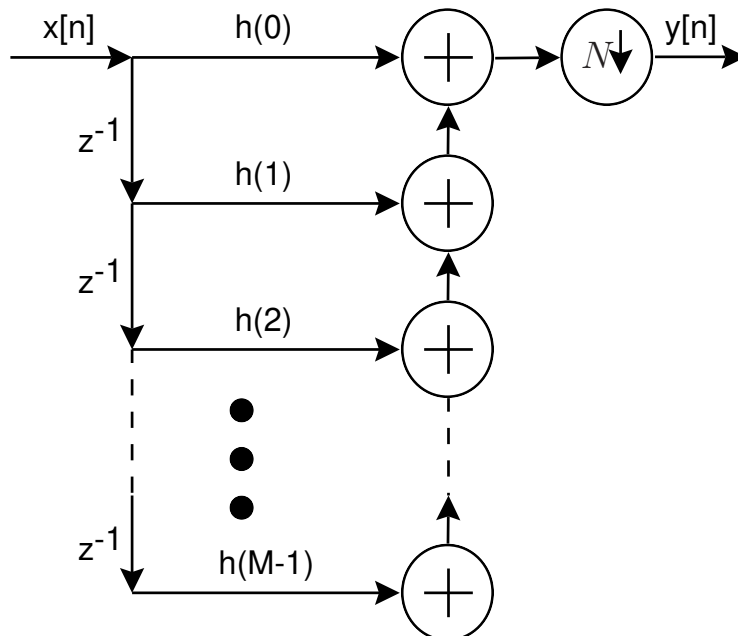 x[n] h(0) N↓ y[n]
z⁻¹
h(1)
z⁻¹
h(2)
z⁻¹
h(M-1)